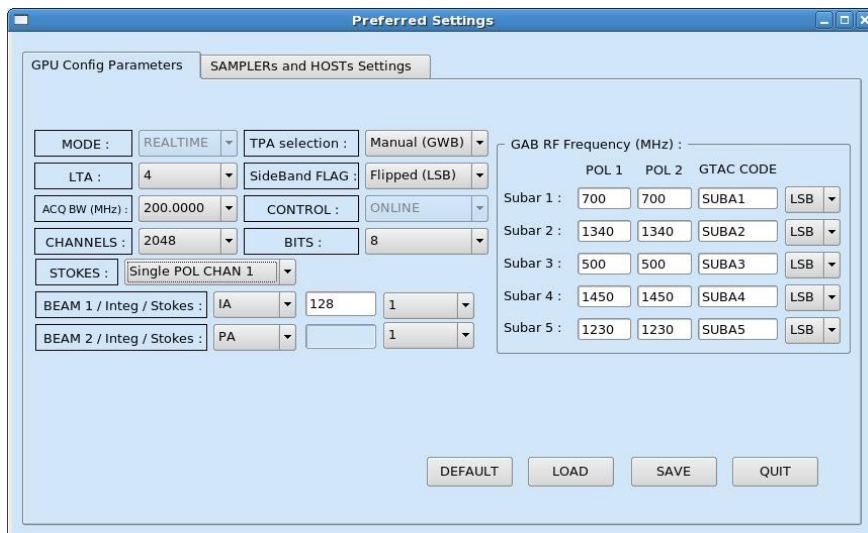 Preferred Settings
GPU Config Parameters SAMPLERs and HOSTs Settings
MODE : REALTIME TPA selection : Manual (GWB)
LTA : 4 SideBand FLAG : Flipped (LSB)
ACQ BW (MHz) : 200.0000 CONTROL : ONLINE
CHANNELS : 2048 BITS : 8
STOKES : Single POL CHAN 1
BEAM 1 / Integ / Stokes : IA 128 1
BEAM 2 / Integ / Stokes : PA 1
GAB RF Frequency (MHz) :
POL 1 POL 2 GTAC CODE
Subar 1 : 700 700 SUBA1 LSB
Subar 2 : 1340 1340 SUBA2 LSB
Subar 3 : 500 500 SUBA3 LSB
Subar 4 : 1450 1450 SUBA4 LSB
Subar 5 : 1230 1230 SUBA5 LSB
DEFAULT LOAD SAVE QUIT